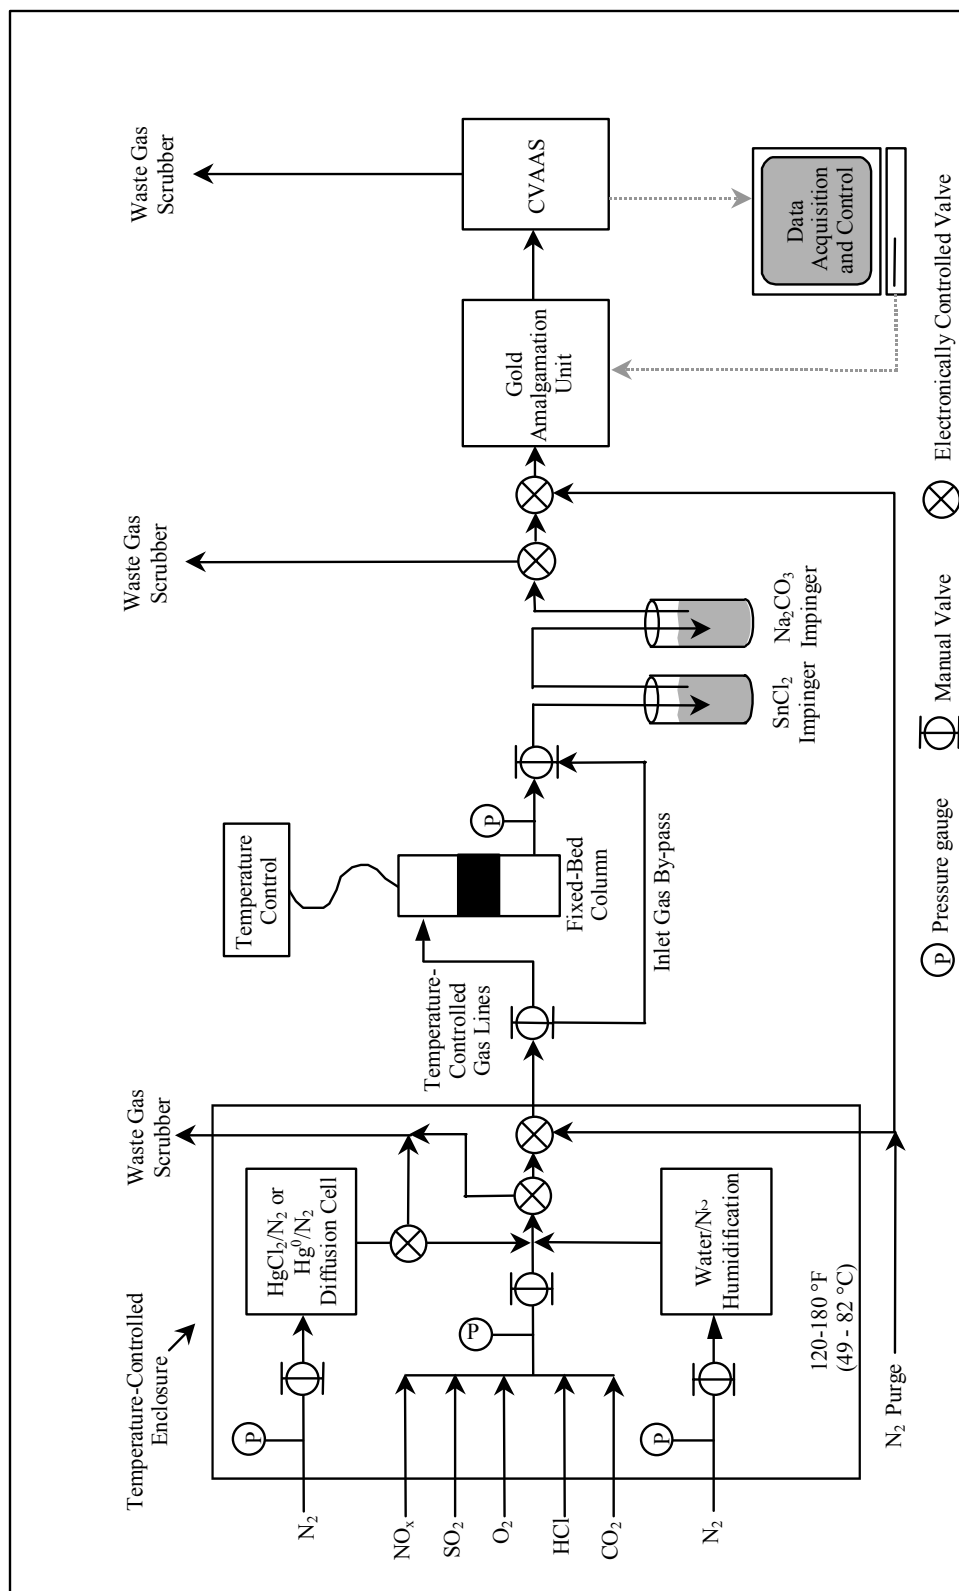 Temperature-Controlled
Enclosure
Waste Gas
Scrubber
Waste Gas
Scrubber
Waste Gas
Scrubber
N2
P
HgCl2/N2 or
Hg0/N2
Diffusion Cell
NOx
SO2
O2
HCl
CO2
P
N2
P
Water/N2
Humidification
120-180 °F
(49 - 82 °C)
N2 Purge
Temperature-
Controlled
Gas Lines
Temperature
Control
Fixed-Bed
Column
P
Inlet Gas By-pass
SnCl2
Impinger
Na2CO3
Impinger
Gold
Amalgamation
Unit
CVAAS
Data
Acquisition
and Control
P
Pressure gauge
Manual Valve
Electronically Controlled Valve